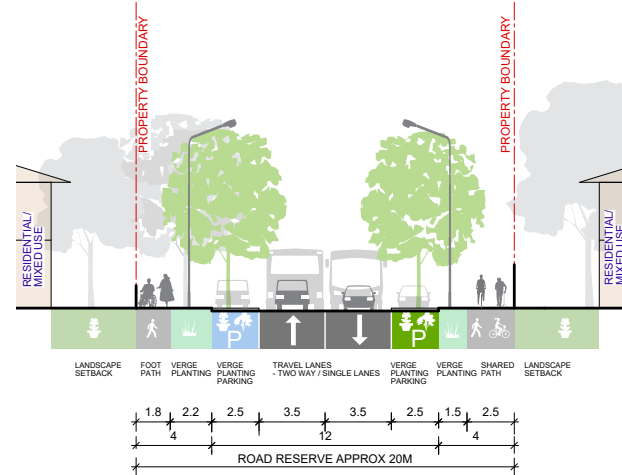 PROPERTY BOUNDARY
PROPERTY BOUNDARY
RESIDENTIAL/
MIXED USE
RESIDENTIAL/
MIXED USE
P
P
LANDSCAPE
SETBACK
FOOT
PATH
VERGE
PLANTING
VERGE
PLANTING
PARKING
TRAVEL LANES
- TWO WAY / SINGLE LANES
VERGE
PLANTING
PARKING
VERGE
PLANTING
SHARED
PATH
LANDSCAPE
SETBACK
1.8 2.2 2.5 3.5 3.5 2.5 1.5 2.5
4 12 4
ROAD RESERVE APPROX 20M